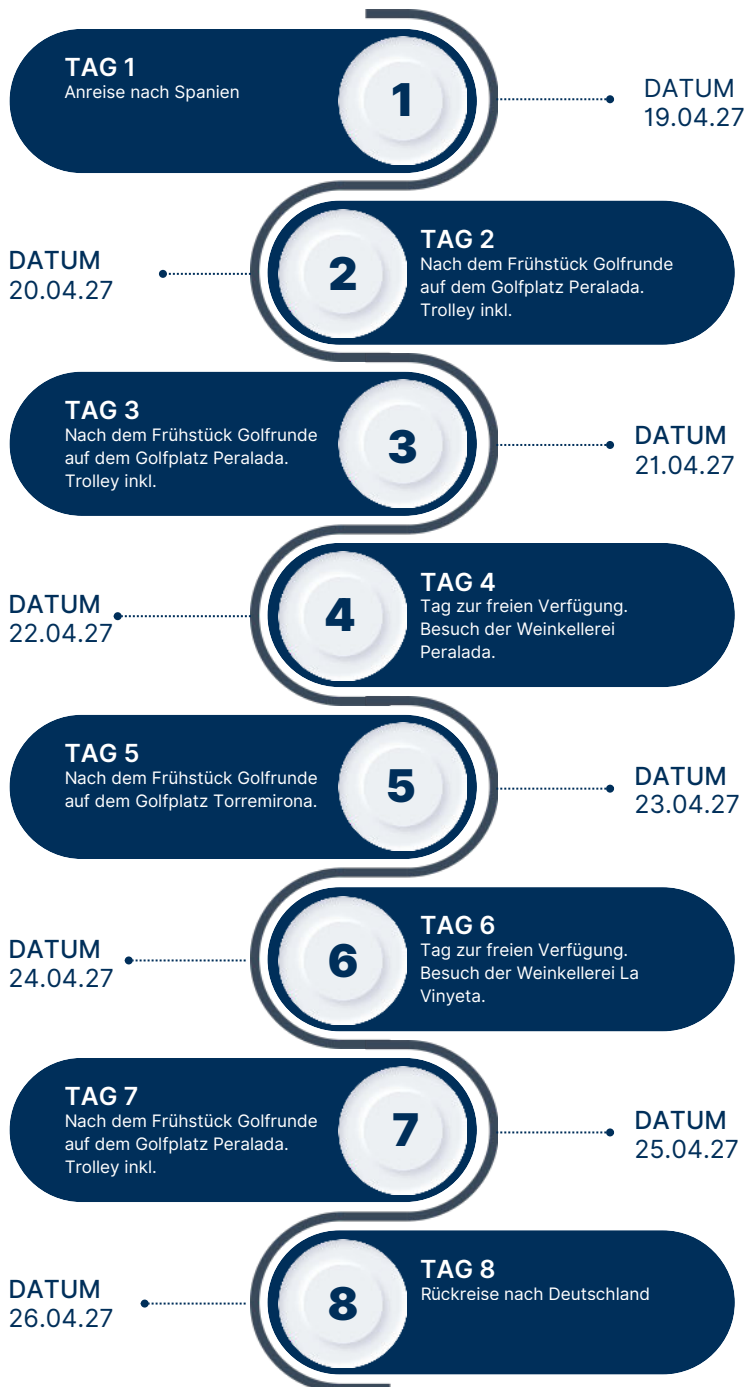 TAG 1
Anreise nach Spanien
1
DATUM
19.04.27
DATUM
20.04.27
2
TAG 2
Nach dem Frühstück Golfrunde
auf dem Golfplatz Peralada.
Trolley inkl.
TAG 3
Nach dem Frühstück Golfrunde
auf dem Golfplatz Peralada.
Trolley inkl.
3
DATUM
21.04.27
DATUM
22.04.27
4
TAG 4
Tag zur freien Verfügung.
Besuch der Weinkellerei
Peralada.
TAG 5
Nach dem Frühstück Golfrunde
auf dem Golfplatz Torremirona.
5
DATUM
23.04.27
DATUM
24.04.27
6
TAG 6
Tag zur freien Verfügung.
Besuch der Weinkellerei La
Vinyeta.
TAG 7
Nach dem Frühstück Golfrunde
auf dem Golfplatz Peralada.
Trolley inkl.
7
DATUM
25.04.27
DATUM
26.04.27
8
TAG 8
Rückreise nach Deutschland